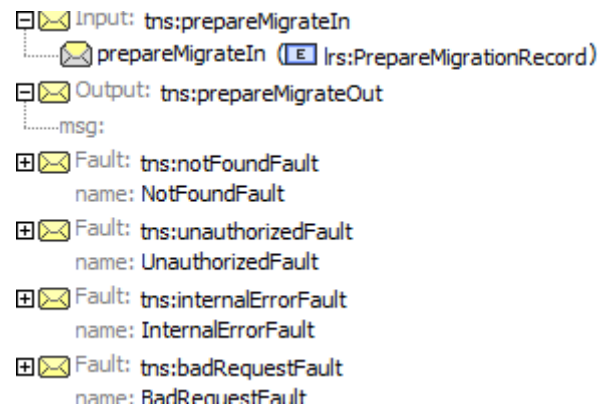 Input: tns:prepareMigrateIn
prepareMigrateIn (E lrs:PrepareMigrationRecord)
Output: tns:prepareMigrateOut
msg:
Fault: tns:notFoundFault
name: NotFoundFault
Fault: tns:unauthorizedFault
name: UnauthorizedFault
Fault: tns:internalErrorFault
name: InternalErrorFault
Fault: tns:badRequestFault
name: BadRequestFault